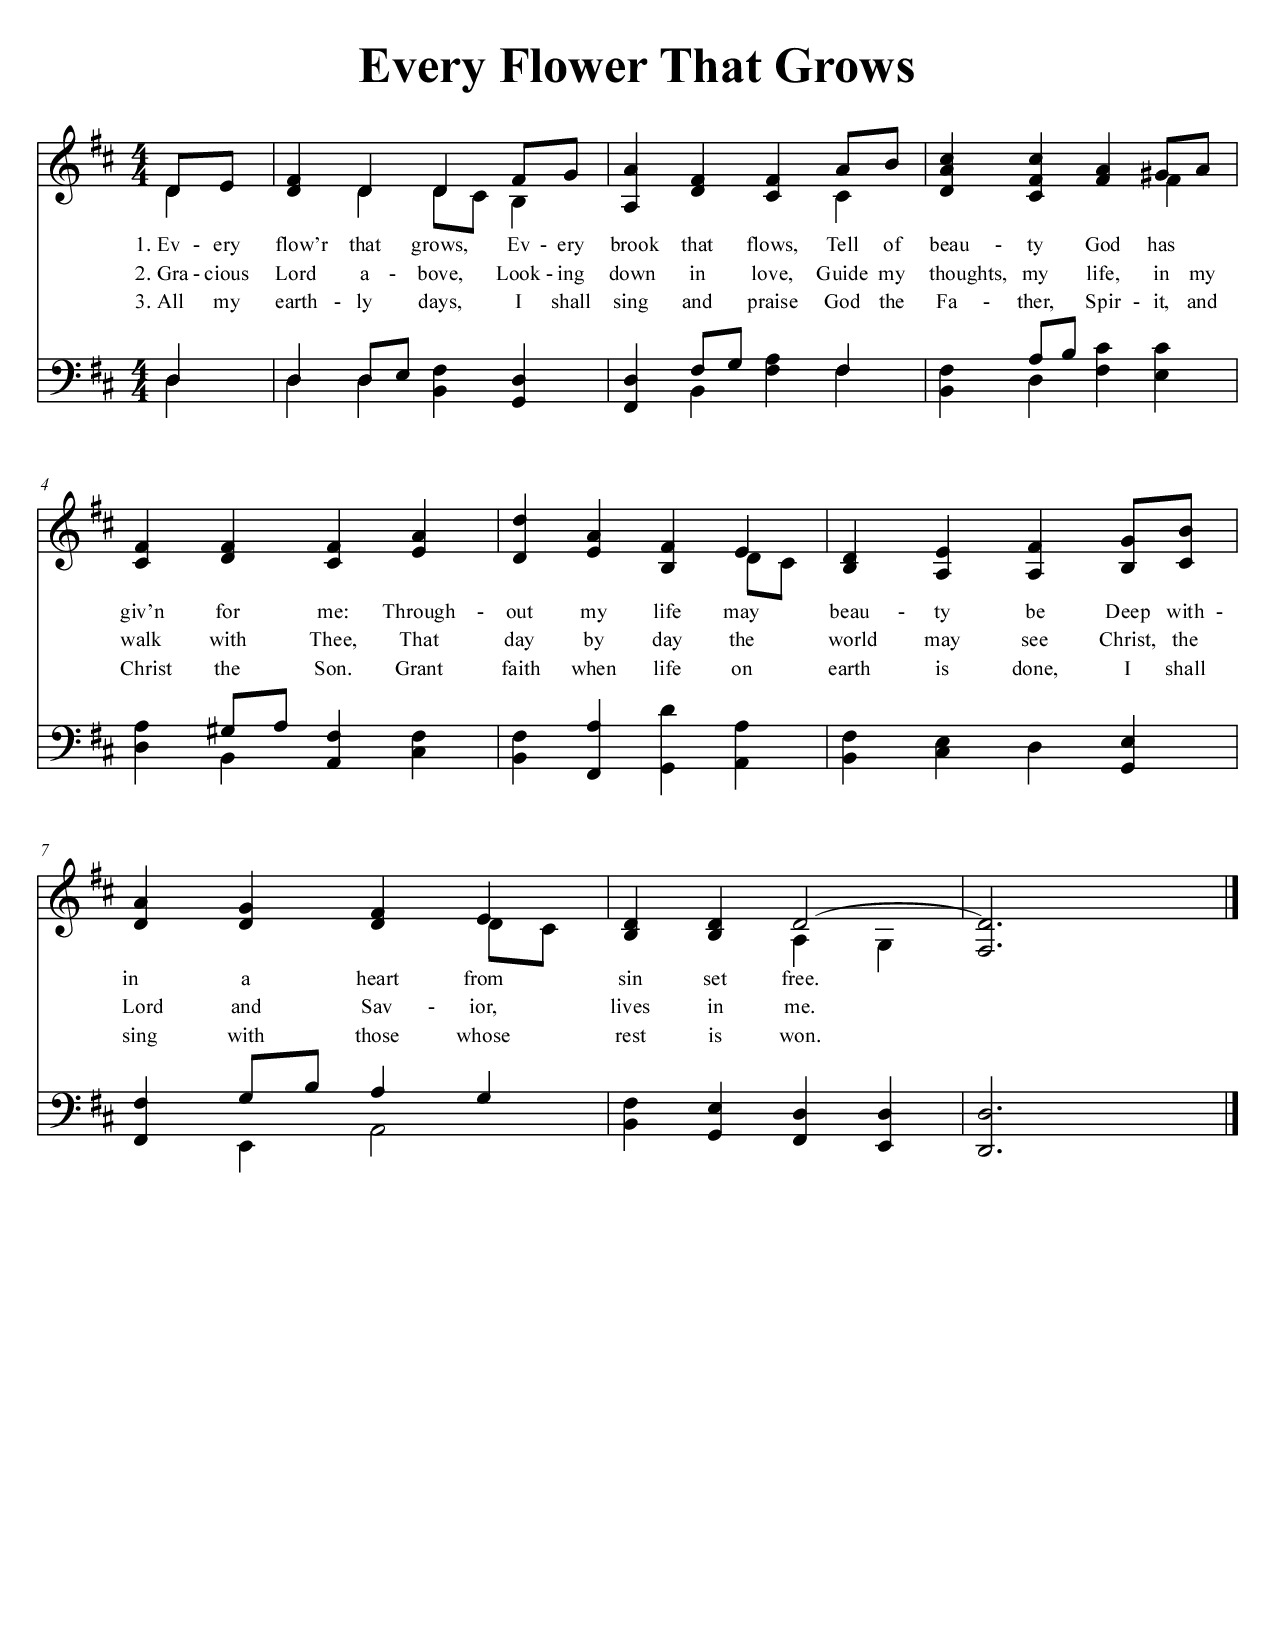 Every Flower That Grows
1. Ev - ery flow’r that grows, Ev - ery brook that flows, Tell of beau - ty God has
2. Gra - cious Lord a - bove, Look - ing down in love, Guide my thoughts, my life, in my
3. All my earth - ly days, I shall sing and praise God the Fa - ther, Spir - it, and
4
giv’n for me: Through - out my life may beau - ty be Deep with -
walk with Thee, That day by day the world may see Christ, the
Christ the Son. Grant faith when life on earth is done, I shall
7
in a heart from sin set free.
Lord and Sav - ior, lives in me.
sing with those whose rest is won.